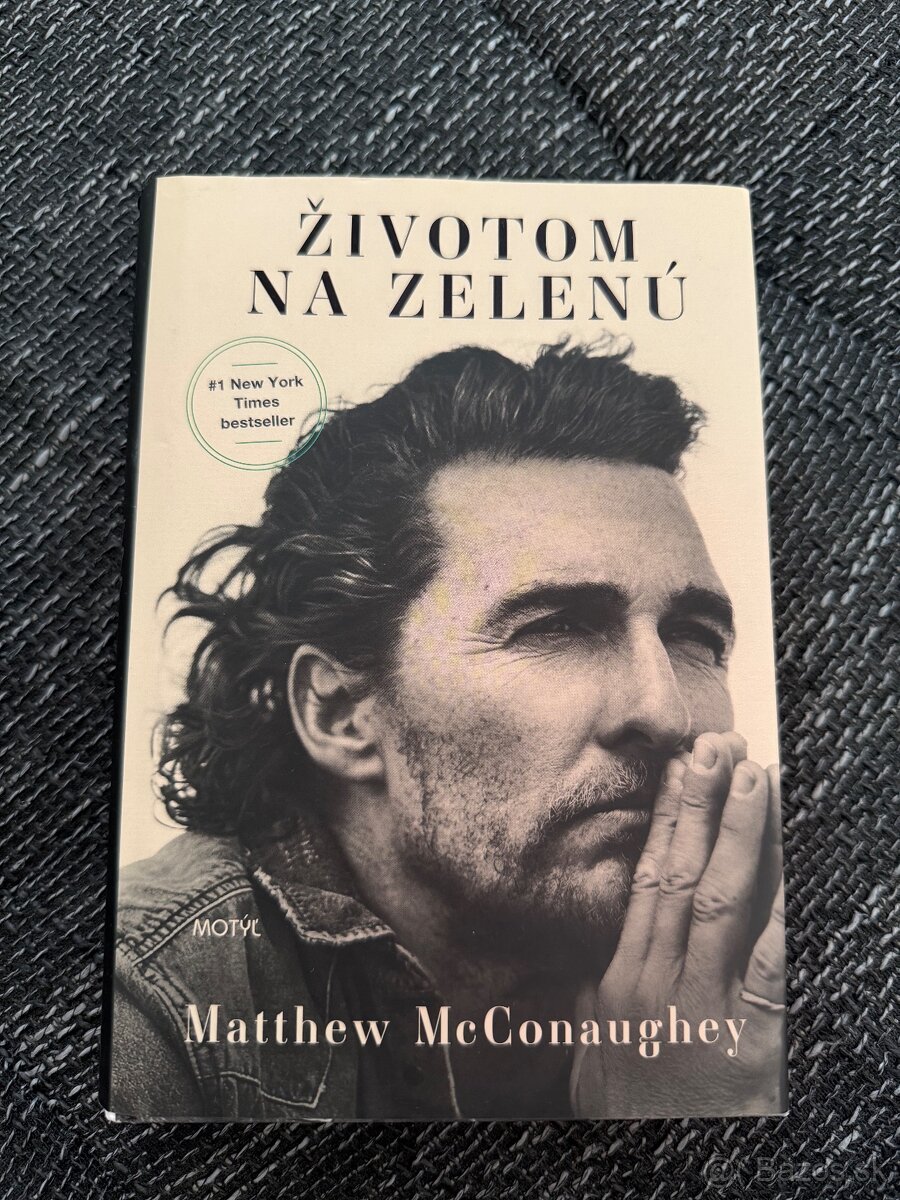 ŽIVOTOM
NA ZELENÚ
#1 New York
Times
bestseller
MOTÝĽ
Matthew McConaughey
Bazos.sk